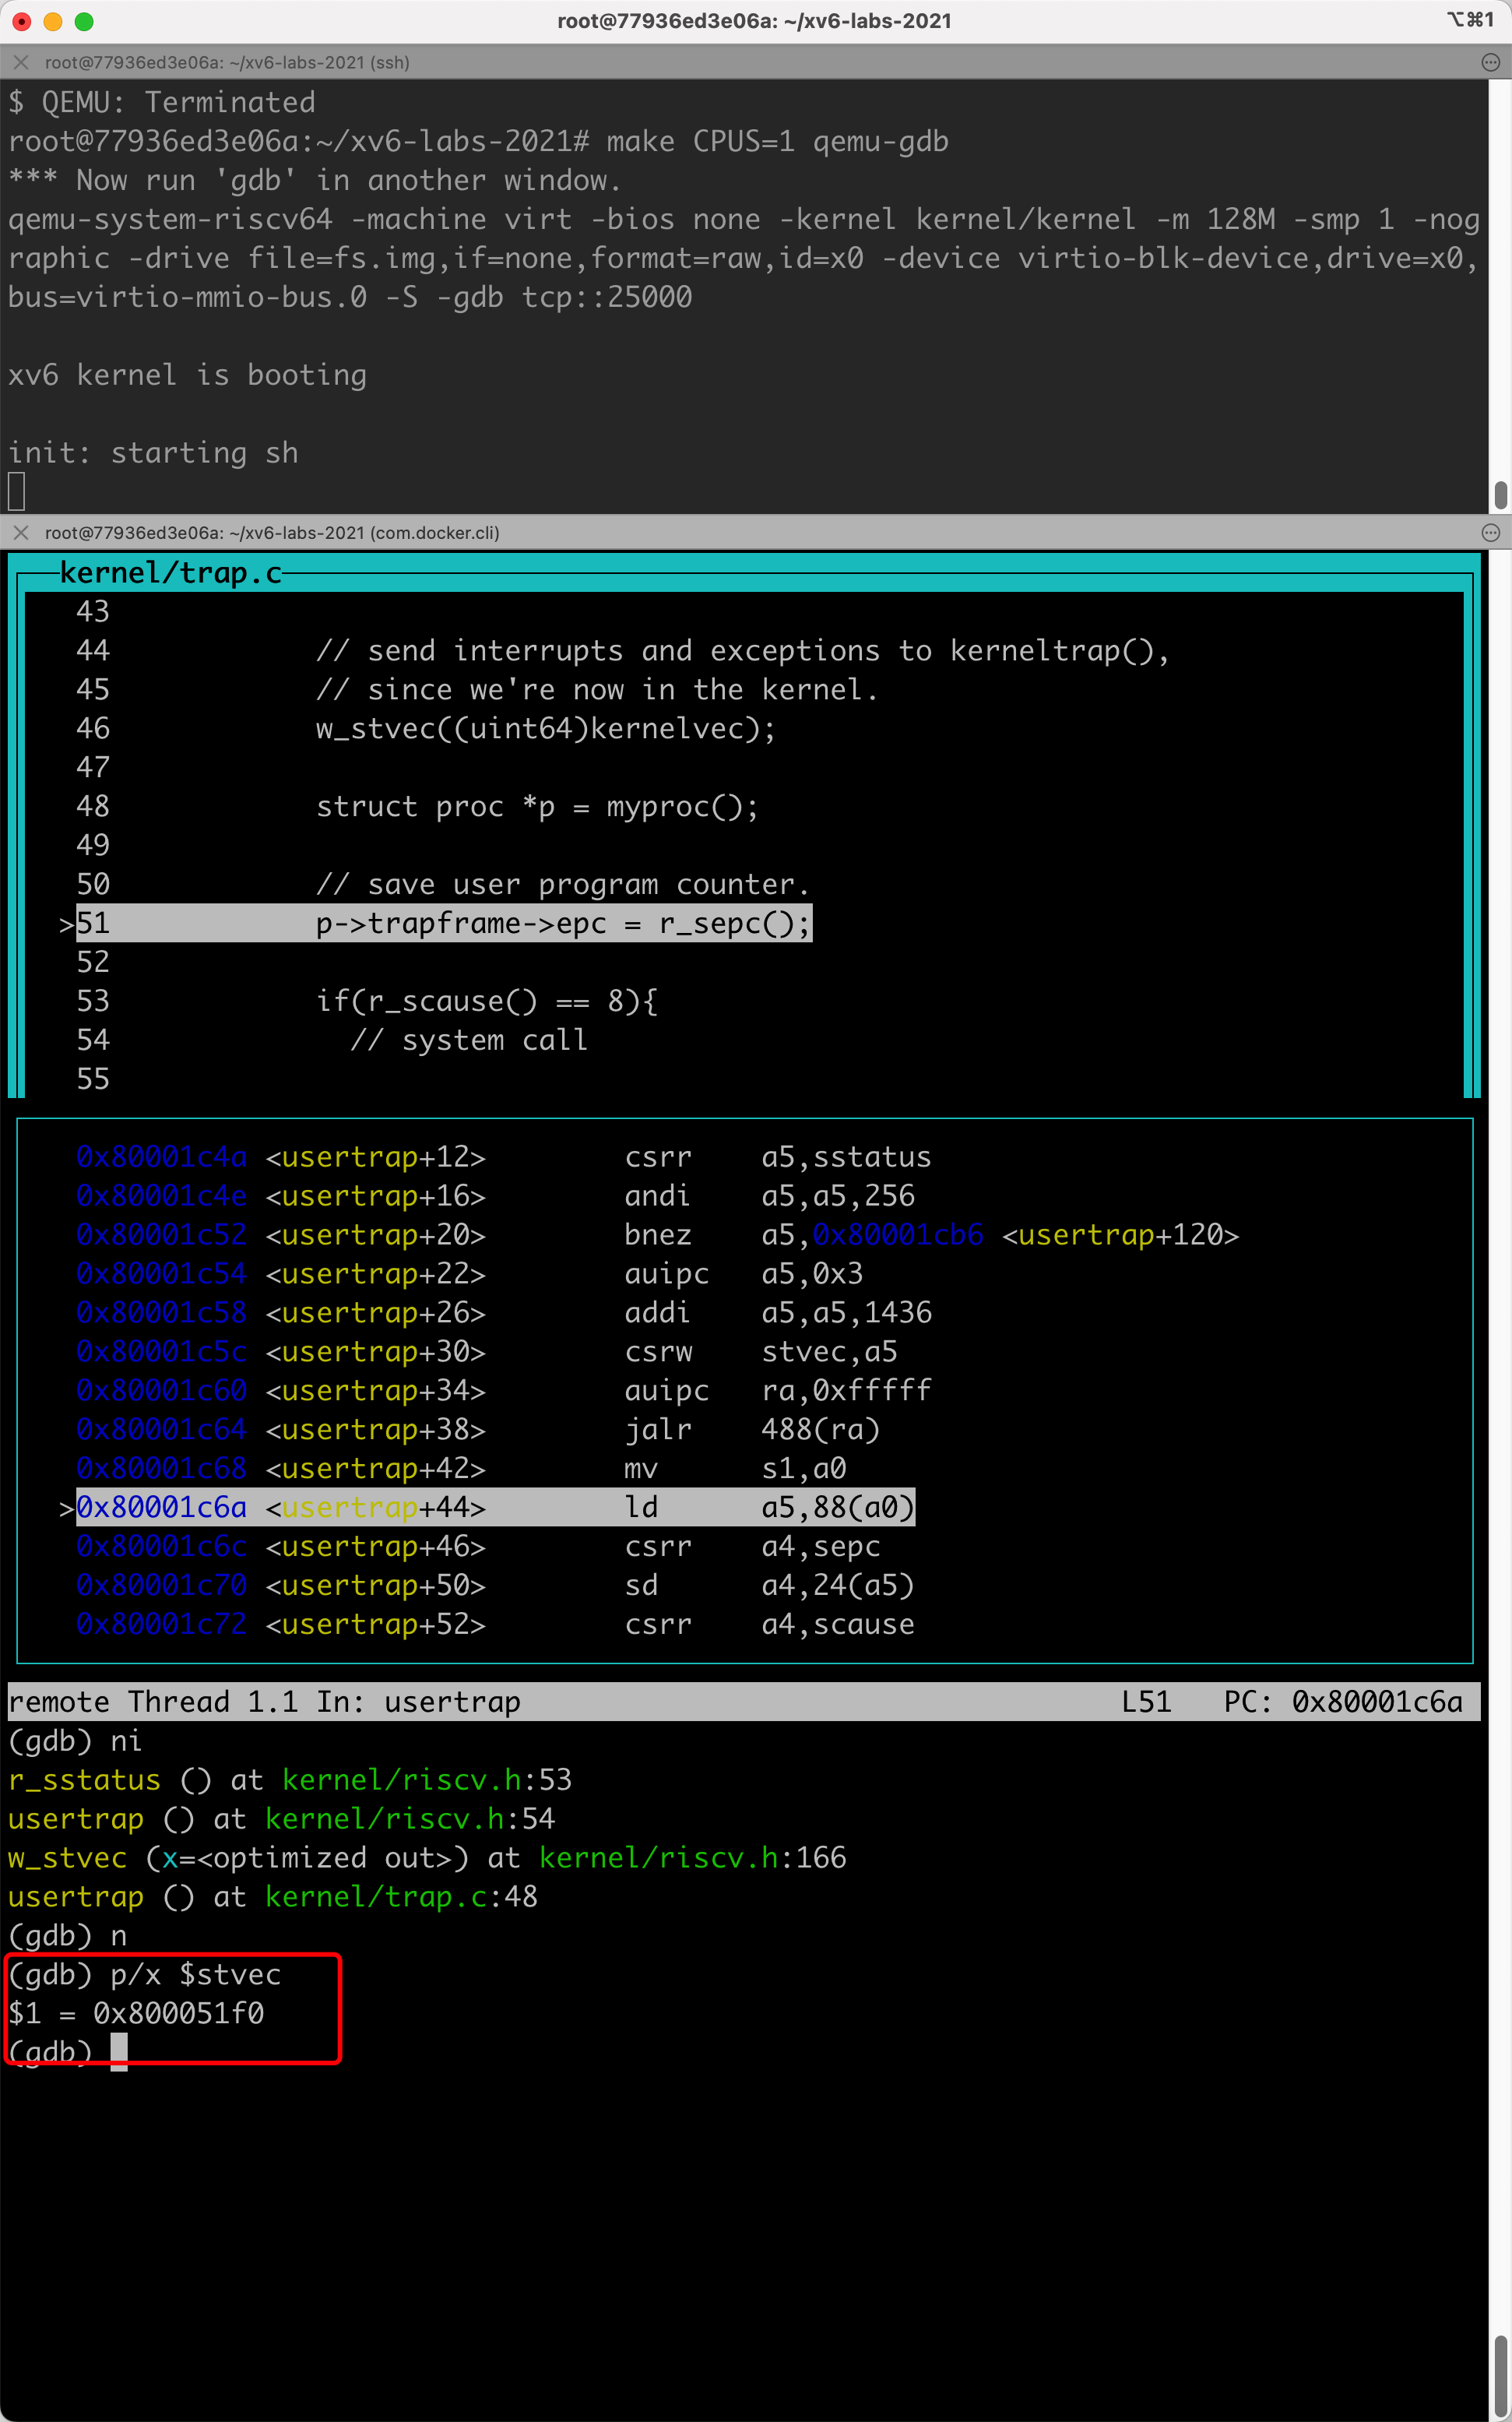 root@77936ed3e06a: ~/xv6-labs-2021
⌥⌘1
root@77936ed3e06a: ~/xv6-labs-2021 (ssh)
$ QEMU: Terminated
root@77936ed3e06a:~/xv6-labs-2021# make CPUS=1 qemu-gdb
*** Now run 'gdb' in another window.
qemu-system-riscv64 -machine virt -bios none -kernel kernel/kernel -m 128M -smp 1 -nog
raphic -drive file=fs.img,if=none,format=raw,id=x0 -device virtio-blk-device,drive=x0,
bus=virtio-mmio-bus.0 -S -gdb tcp::25000
xv6 kernel is booting
init: starting sh
root@77936ed3e06a: ~/xv6-labs-2021 (com.docker.cli)
kernel/trap.c
43
44 // send interrupts and exceptions to kerneltrap(),
45 // since we're now in the kernel.
46 w_stvec((uint64)kernelvec);
47
48 struct proc *p = myproc();
49
50 // save user program counter.
>51 p->trapframe->epc = r_sepc();
52
53 if(r_scause() == 8){
54 // system call
55
0x80001c4a <usertrap+12> csrr a5,sstatus
0x80001c4e <usertrap+16> andi a5,a5,256
0x80001c52 <usertrap+20> bnez a5,0x80001cb6 <usertrap+120>
0x80001c54 <usertrap+22> auipc a5,0x3
0x80001c58 <usertrap+26> addi a5,a5,1436
0x80001c5c <usertrap+30> csrw stvec,a5
0x80001c60 <usertrap+34> auipc ra,0xfffff
0x80001c64 <usertrap+38> jalr 488(ra)
0x80001c68 <usertrap+42> mv s1,a0
>0x80001c6a <usertrap+44> ld a5,88(a0)
0x80001c6c <usertrap+46> csrr a4,sepc
0x80001c70 <usertrap+50> sd a4,24(a5)
0x80001c72 <usertrap+52> csrr a4,scause
remote Thread 1.1 In: usertrap L51 PC: 0x80001c6a
(gdb) ni
r_sstatus () at kernel/riscv.h:53
usertrap () at kernel/riscv.h:54
w_stvec (x=<optimized out>) at kernel/riscv.h:166
usertrap () at kernel/trap.c:48
(gdb) n
(gdb) p/x $stvec
$1 = 0x800051f0
(gdb)